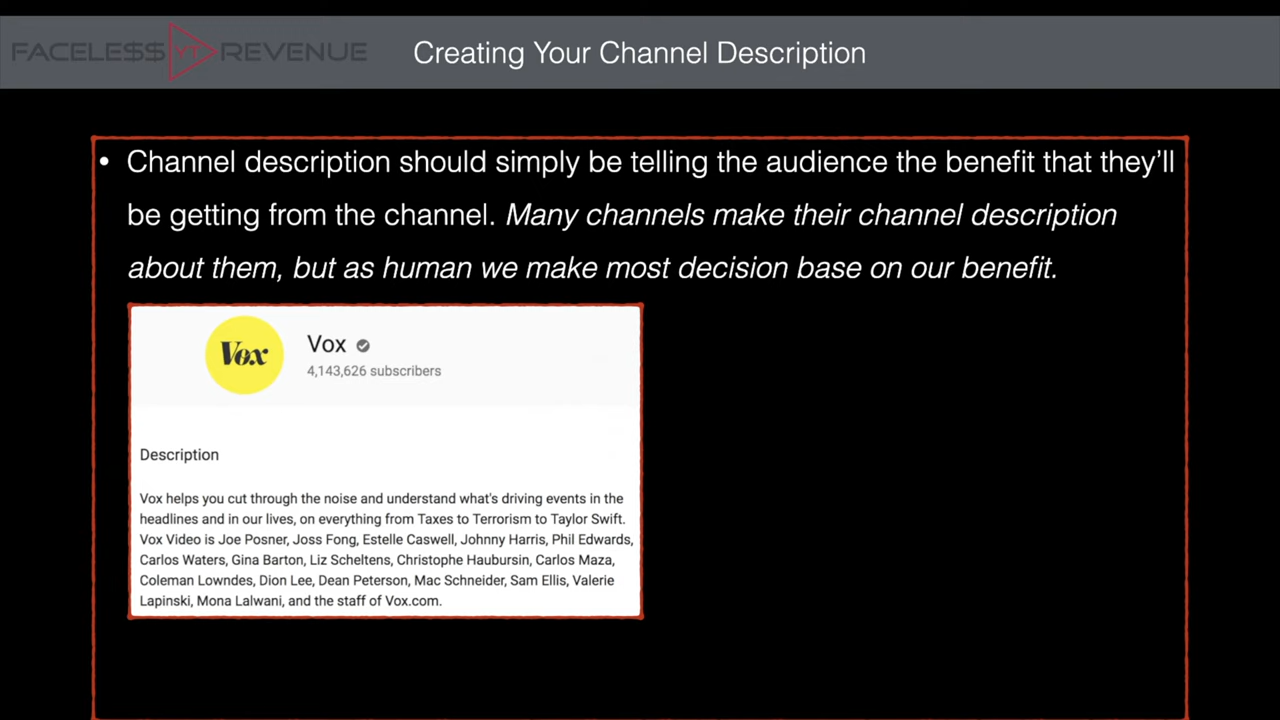 FACELE$$ YT REVENUE
Creating Your Channel Description
• Channel description should simply be telling the audience the benefit that they’ll
be getting from the channel. Many channels make their channel description
about them, but as human we make most decision base on our benefit.
Vox
Vox
4,143,626 subscribers
Description
Vox helps you cut through the noise and understand what's driving events in the
headlines and in our lives, on everything from Taxes to Terrorism to Taylor Swift.
Vox Video is Joe Posner, Joss Fong, Estelle Caswell, Johnny Harris, Phil Edwards,
Carlos Waters, Gina Barton, Liz Scheltens, Christophe Haubursin, Carlos Maza,
Coleman Lowndes, Dion Lee, Dean Peterson, Mac Schneider, Sam Ellis, Valerie
Lapinski, Mona Lalwani, and the staff of Vox.com.